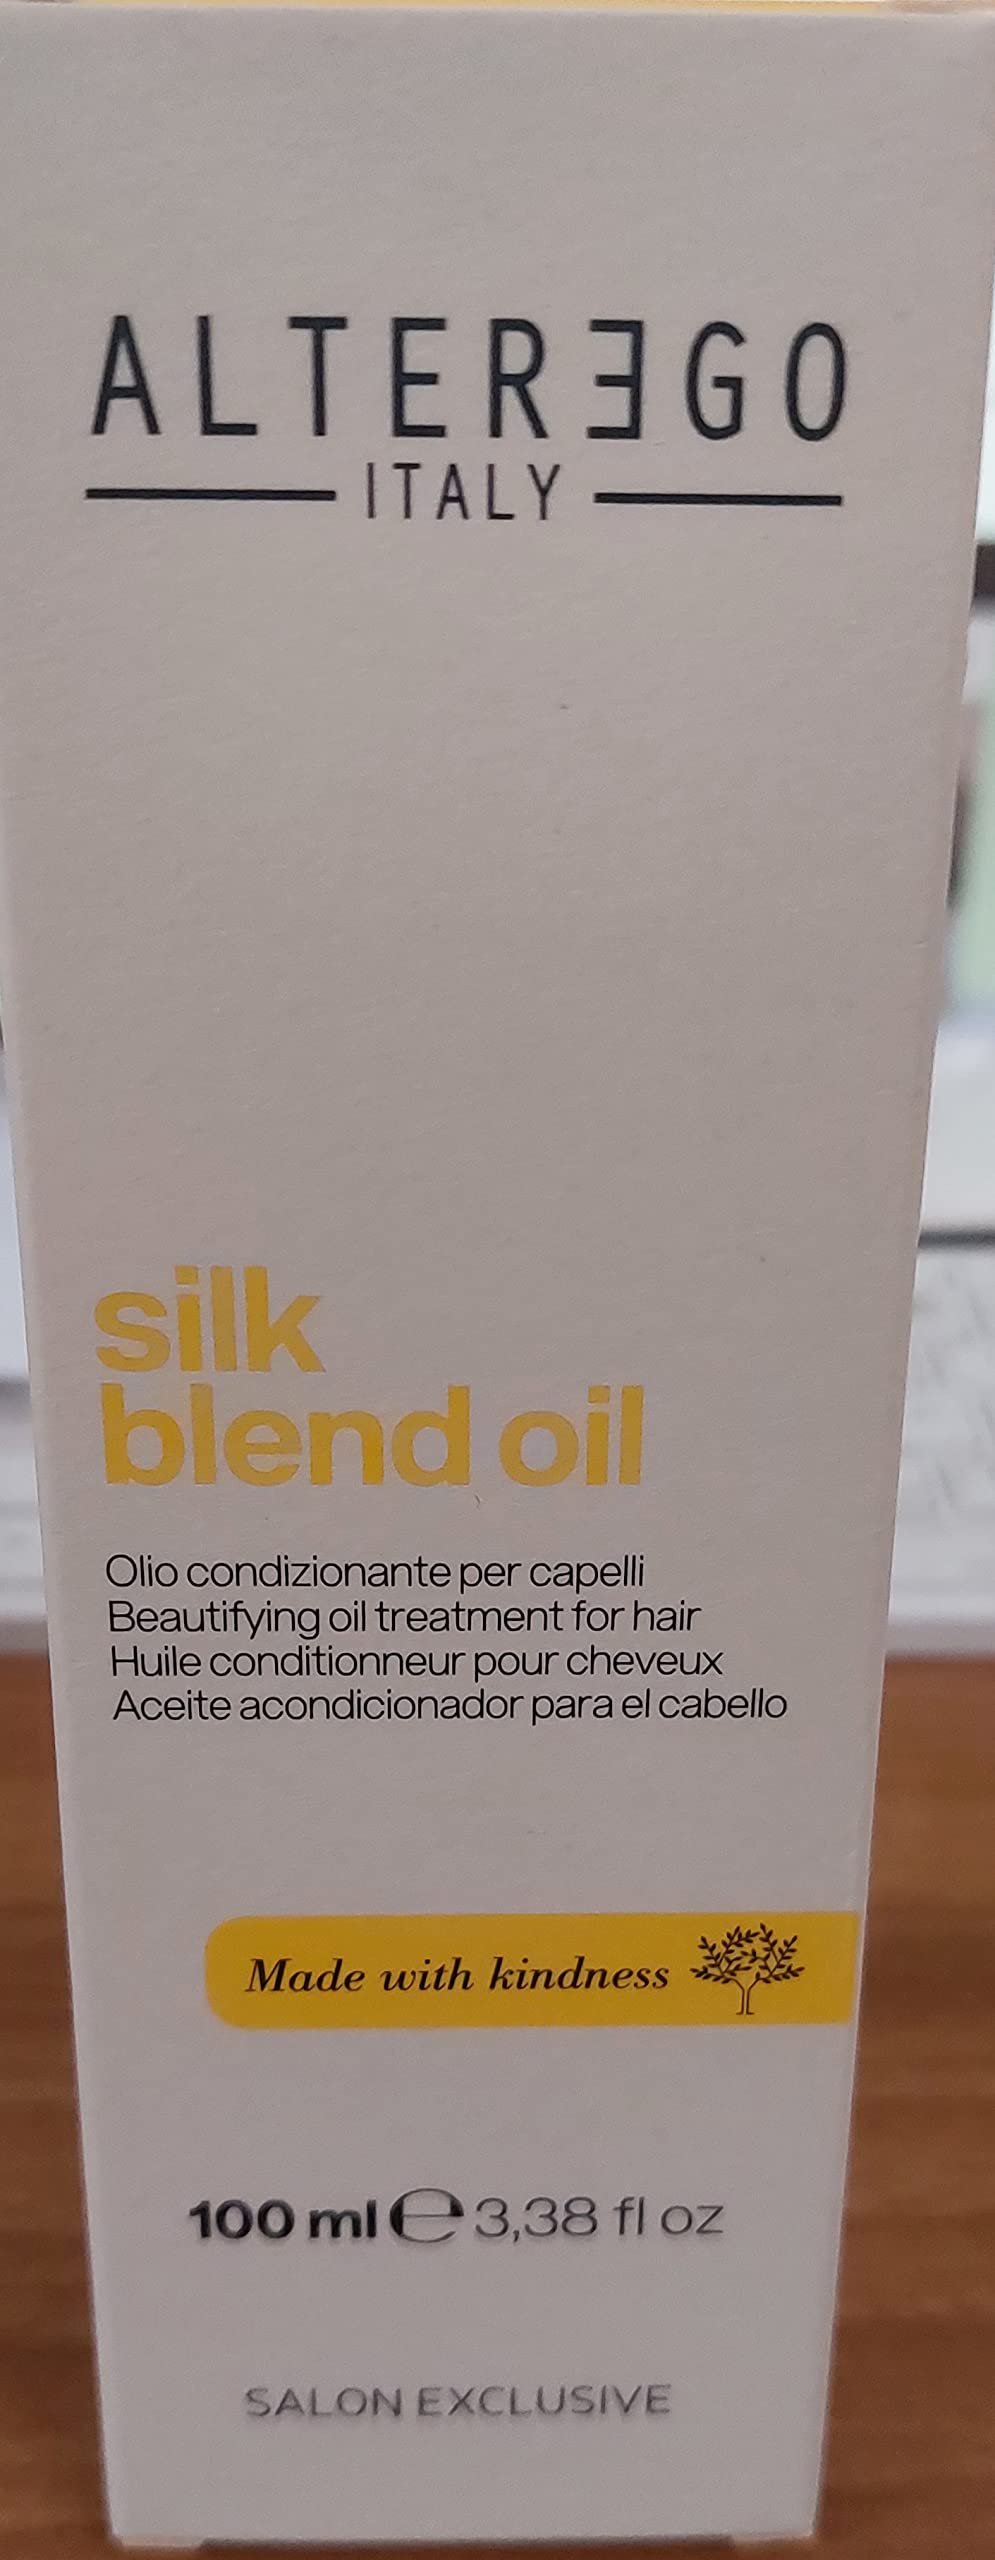 ALTERƎGO
ITALY
silk
blend oil
Olio condizionante per capelli
Beautifying oil treatment for hair
Huile conditionneur pour cheveux
Aceite acondicionador para el cabello
Made with kindness
100 ml ℮ 3,38 fl oz
SALON EXCLUSIVE